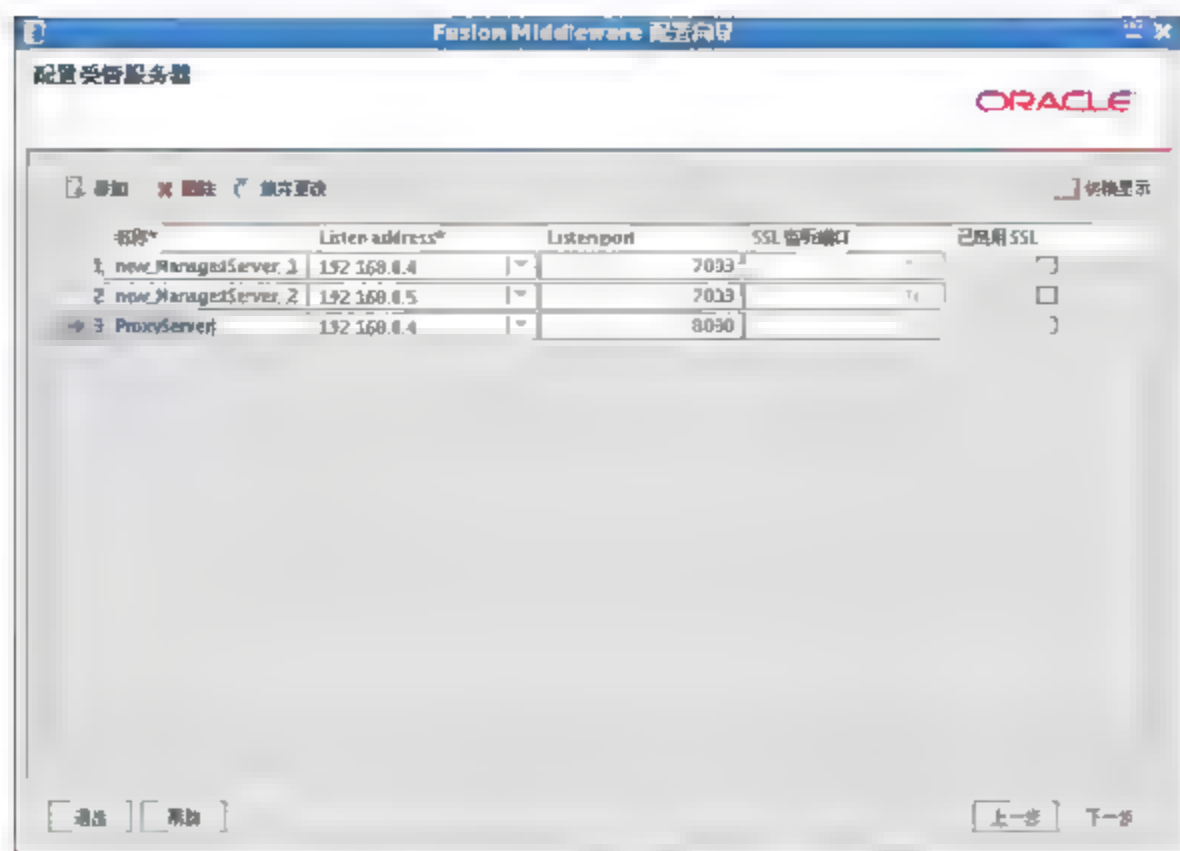 Fusion Middleware 配置向导
配置受管服务器
ORACLE
添加 删除 放弃更改 切换显示
名称* Listen address* Listen port SSL 监听端口 已启用 SSL
1 new_ManagedServer_1 192.168.0.4 7003
2 new_ManagedServer_2 192.168.0.5 7003
3 ProxyServer 192.168.0.4
退出 帮助 上一步 下一步